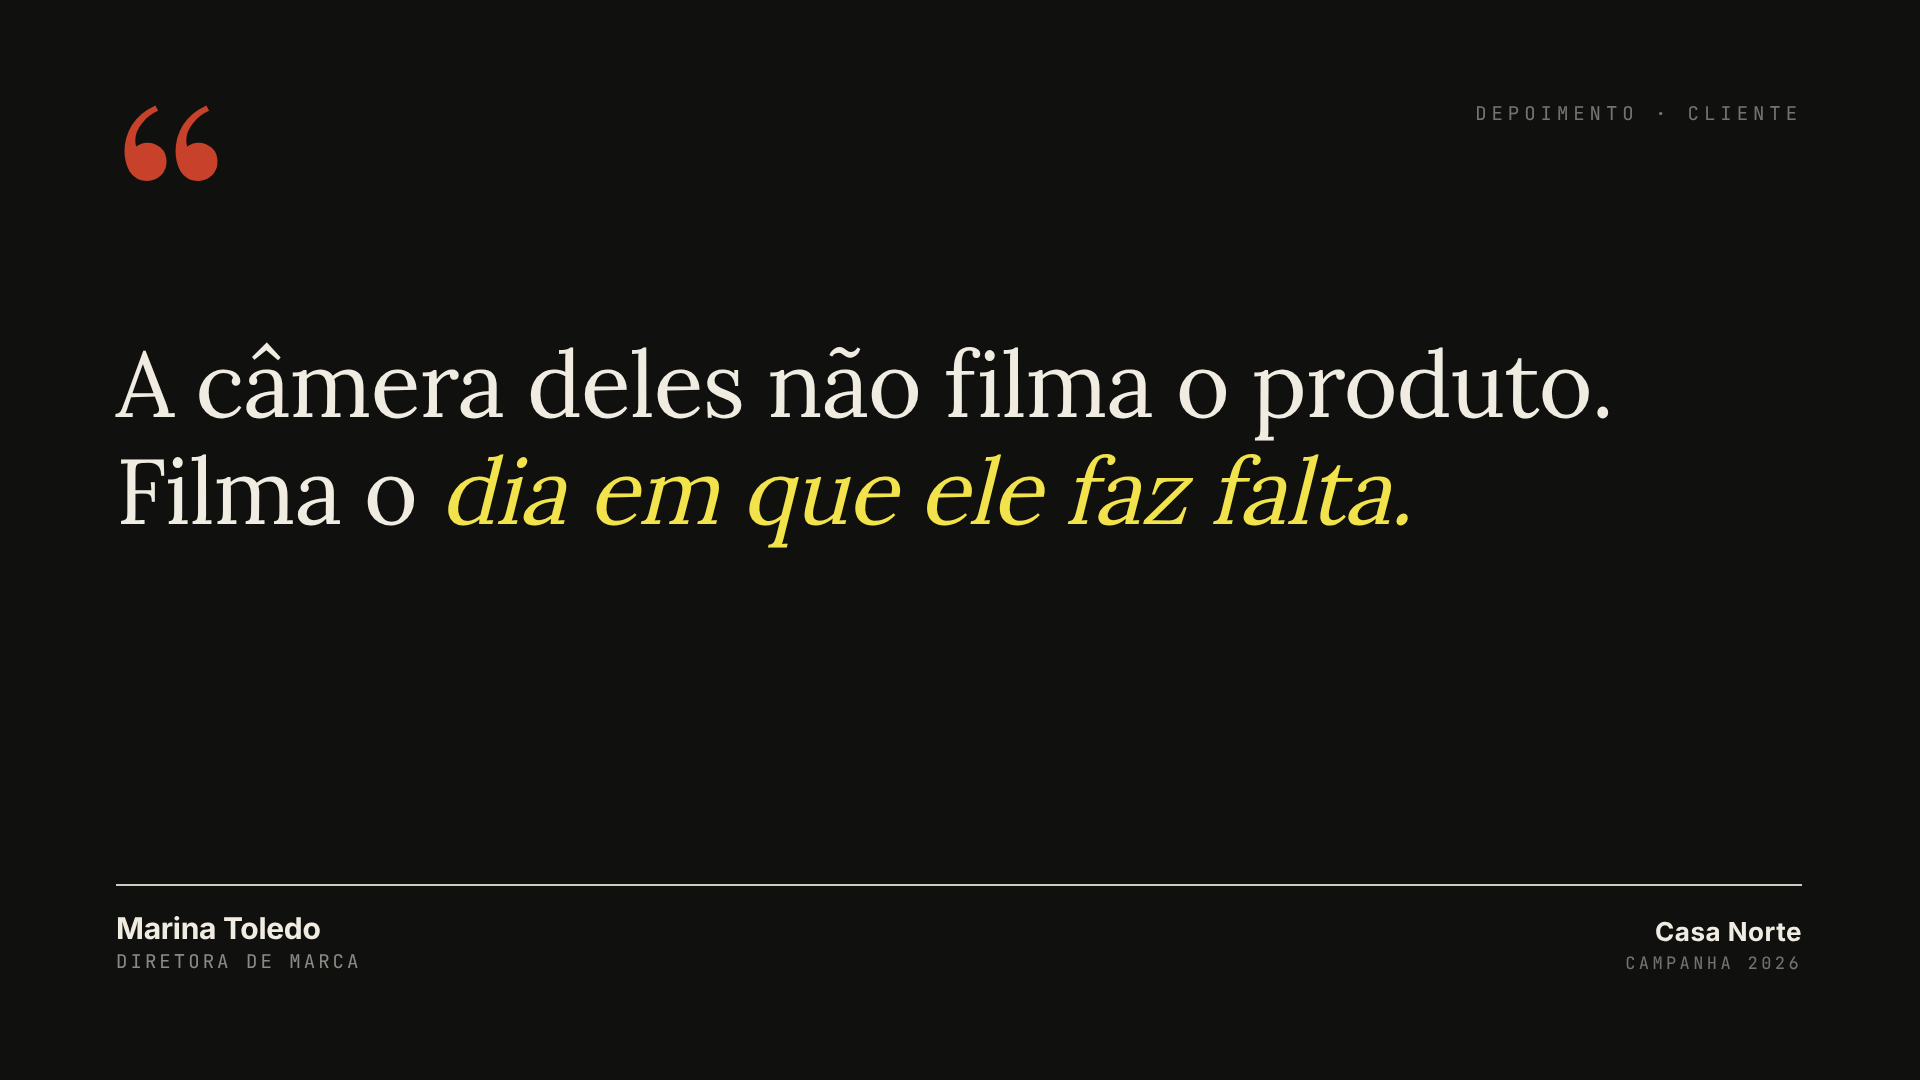 “
DEPOIMENTO · CLIENTE
A câmera deles não filma o produto.
Filma o dia em que ele faz falta.
Marina Toledo
DIRETORA DE MARCA
Casa Norte
CAMPANHA 2026